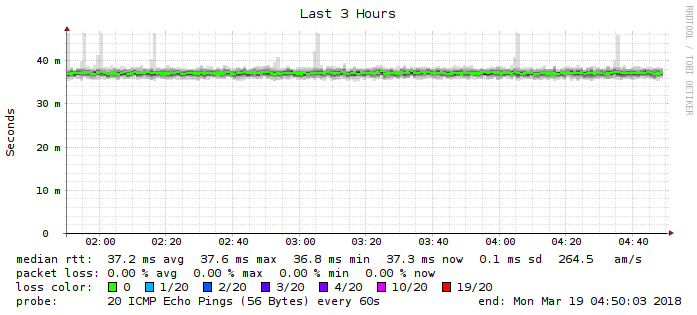 Last 3 Hours
RRDTOOL / TOBI OETIKER
Seconds
40 m
30 m
20 m
10 m
0
02:00 02:20 02:40 03:00 03:20 03:40 04:00 04:20 04:40
median rtt: 37.2 ms avg 37.6 ms max 36.8 ms min 37.3 ms now 0.1 ms sd 264.5 am/s
packet loss: 0.00 % avg 0.00 % max 0.00 % min 0.00 % now
loss color: 0 1/20 2/20 3/20 4/20 10/20 19/20
probe: 20 ICMP Echo Pings (56 Bytes) every 60s end: Mon Mar 19 04:50:03 2018